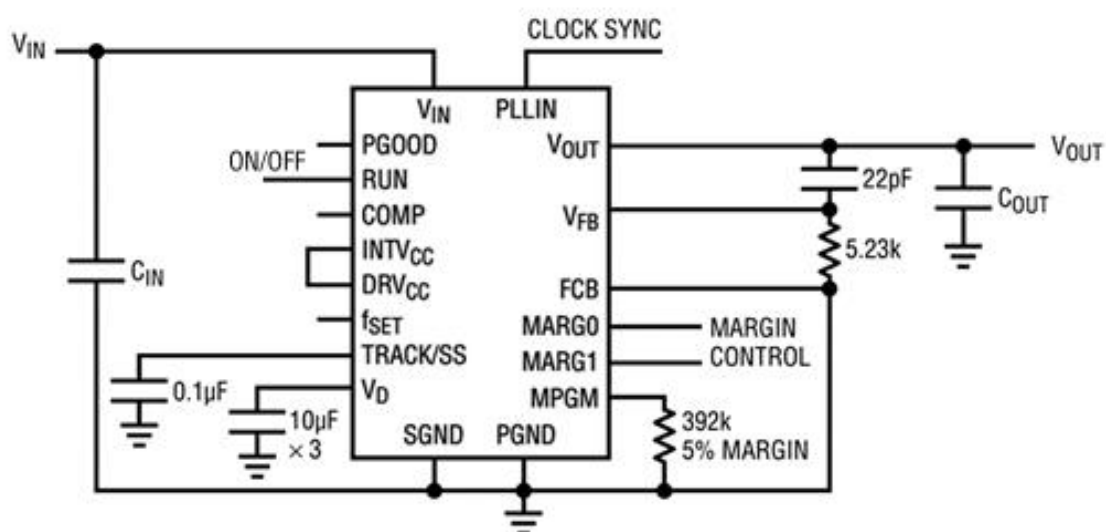 CLOCK SYNC
VIN
VIN
PLLIN
PGOOD
VOUT
VOUT
ON/OFF
RUN
22pF
COMP
VFB
COUT
INTVCC
5.23k
CIN
DRVCC
FCB
fSET
MARG0
MARGIN
TRACK/SS
MARG1
CONTROL
0.1µF
VD
MPGM
10µF
× 3
SGND
PGND
392k
5% MARGIN